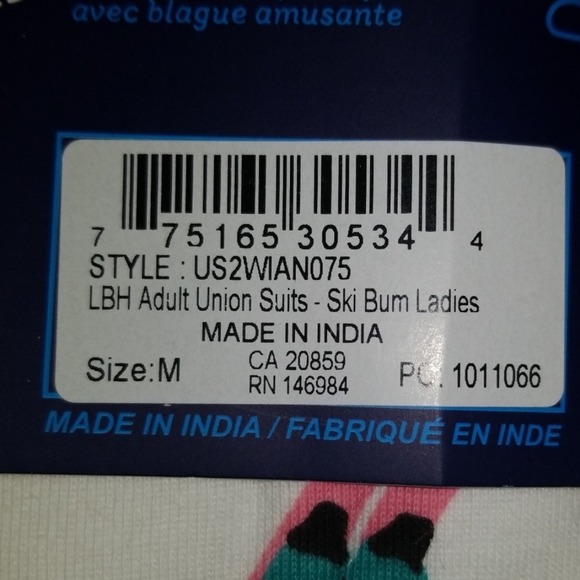 avec blague amusante
7 75165 30534 4
STYLE : US2WIAN075
LBH Adult Union Suits - Ski Bum Ladies
MADE IN INDIA
Size:M
CA 20859
RN 146984
PO. 1011066
MADE IN INDIA / FABRIQUÉ EN INDE